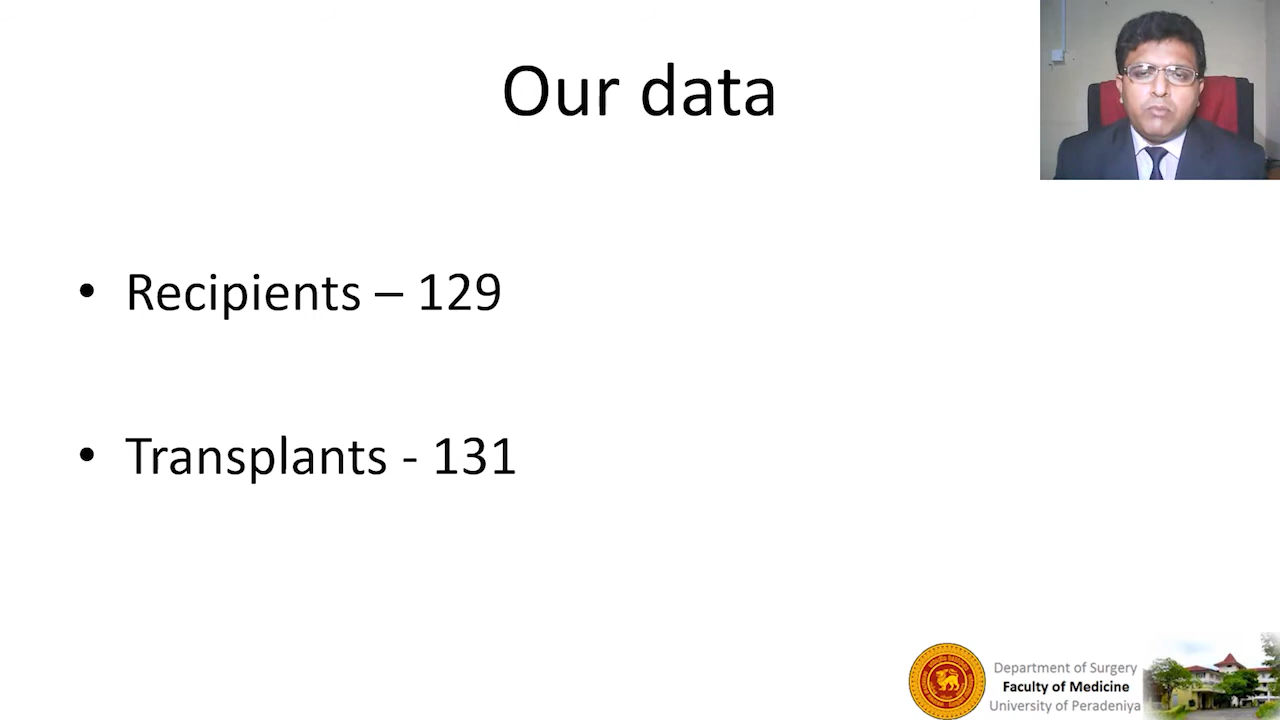 Our data
• Recipients – 129
• Transplants - 131
Department of Surgery
Faculty of Medicine
University of Peradeniya